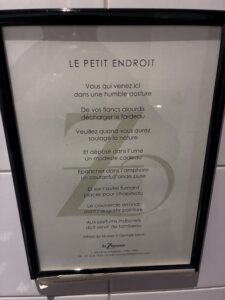 LE PETIT ENDROIT
Vous qui venez ici
dans une humble posture
De vos flancs alourdis
décharger le fardeau
Veuillez quand vous aurez
soulagé la nature
Et déposé dans l'urne
un modeste cadeau
Epancher dans l'amphore
un courant d'onde pure
Et sur l'autel fumant
placer pour chapiteau
Le couvercle arrondi
dont l'auguste jointure
Aux parfums indiscrets
doit servir de tombeau